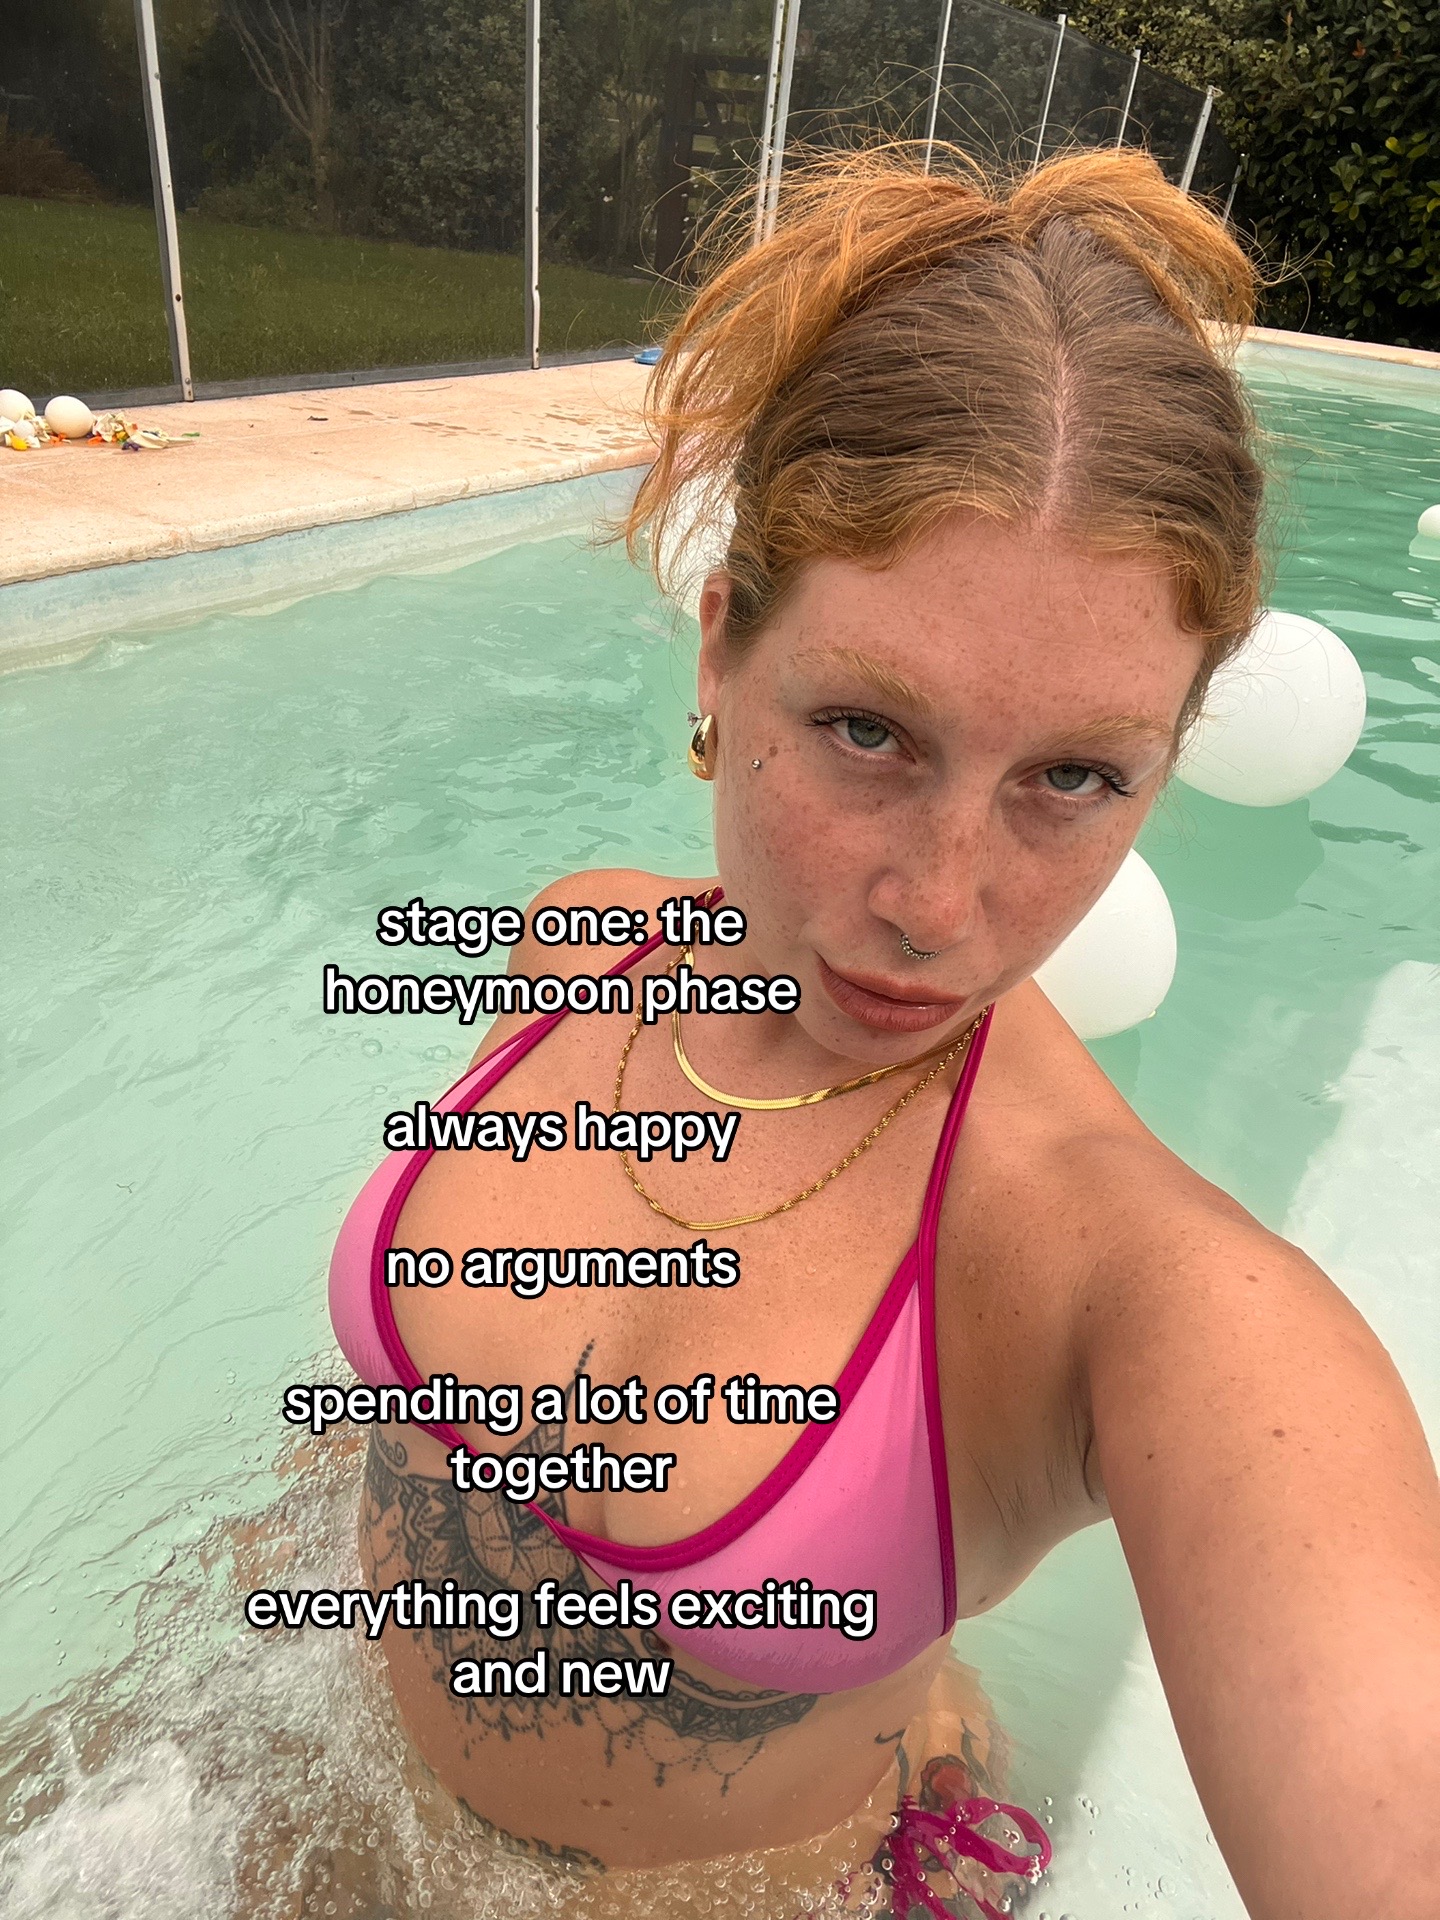 stage one: the
honeymoon phase
always happy
no arguments
spending a lot of time
together
everything feels exciting
and new